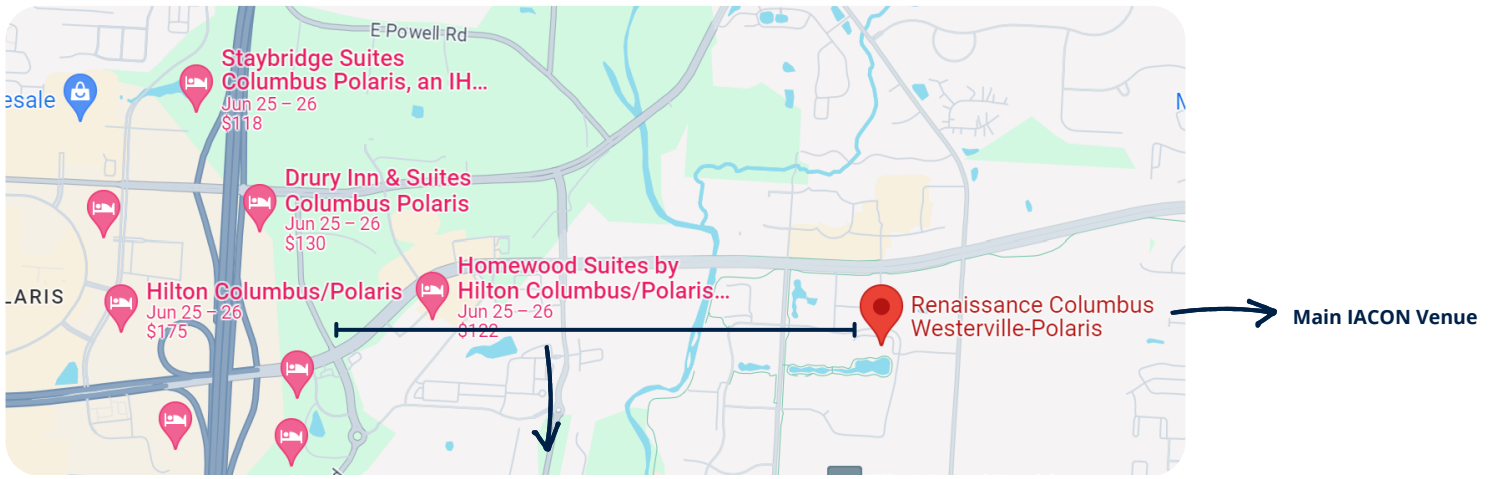 E Powell Rd
Staybridge Suites
Columbus Polaris, an IH...
Jun 25 – 26
$118
esale
Drury Inn & Suites
Columbus Polaris
Jun 25 – 26
$130
Homewood Suites by
Hilton Columbus/Polaris...
Jun 25 – 26
$122
Hilton Columbus/Polaris
Jun 25 – 26
$175
LARIS
Renaissance Columbus
Westerville-Polaris
Main IACON Venue